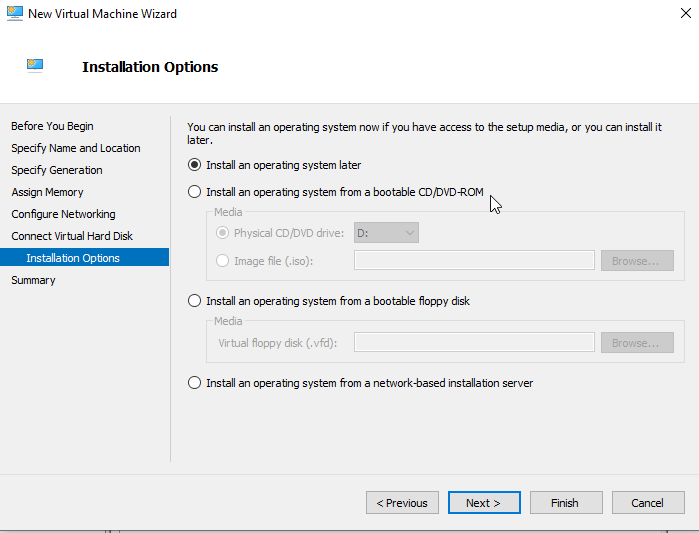 New Virtual Machine Wizard
Installation Options
Before You Begin
Specify Name and Location
Specify Generation
Assign Memory
Configure Networking
Connect Virtual Hard Disk
Installation Options
Summary
You can install an operating system now if you have access to the setup media, or you can install it
later.
Install an operating system later
Install an operating system from a bootable CD/DVD-ROM
Media
Physical CD/DVD drive: D:
Image file (.iso): Browse...
Install an operating system from a bootable floppy disk
Media
Virtual floppy disk (.vfd): Browse...
Install an operating system from a network-based installation server
< Previous Next > Finish Cancel